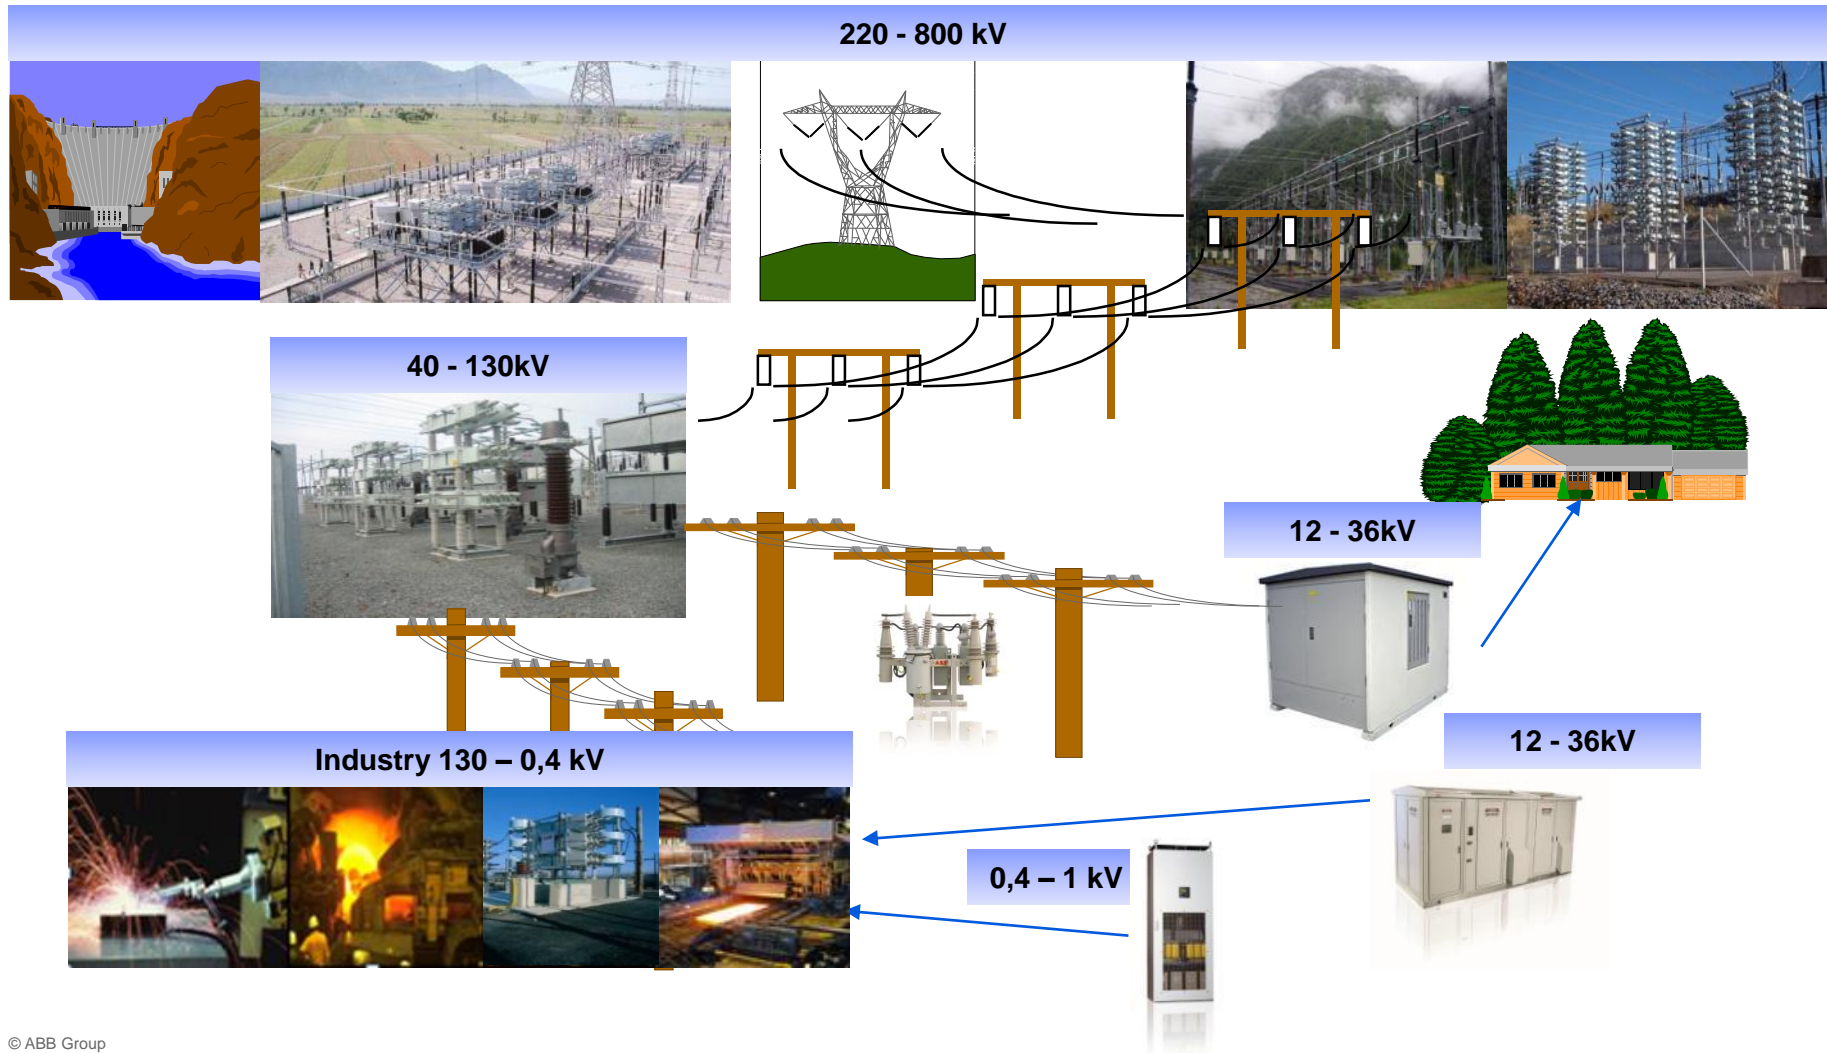 220 - 800 kV
40 - 130kV
12 - 36kV
12 - 36kV
Industry 130 – 0,4 kV
0,4 – 1 kV
ABB
© ABB Group